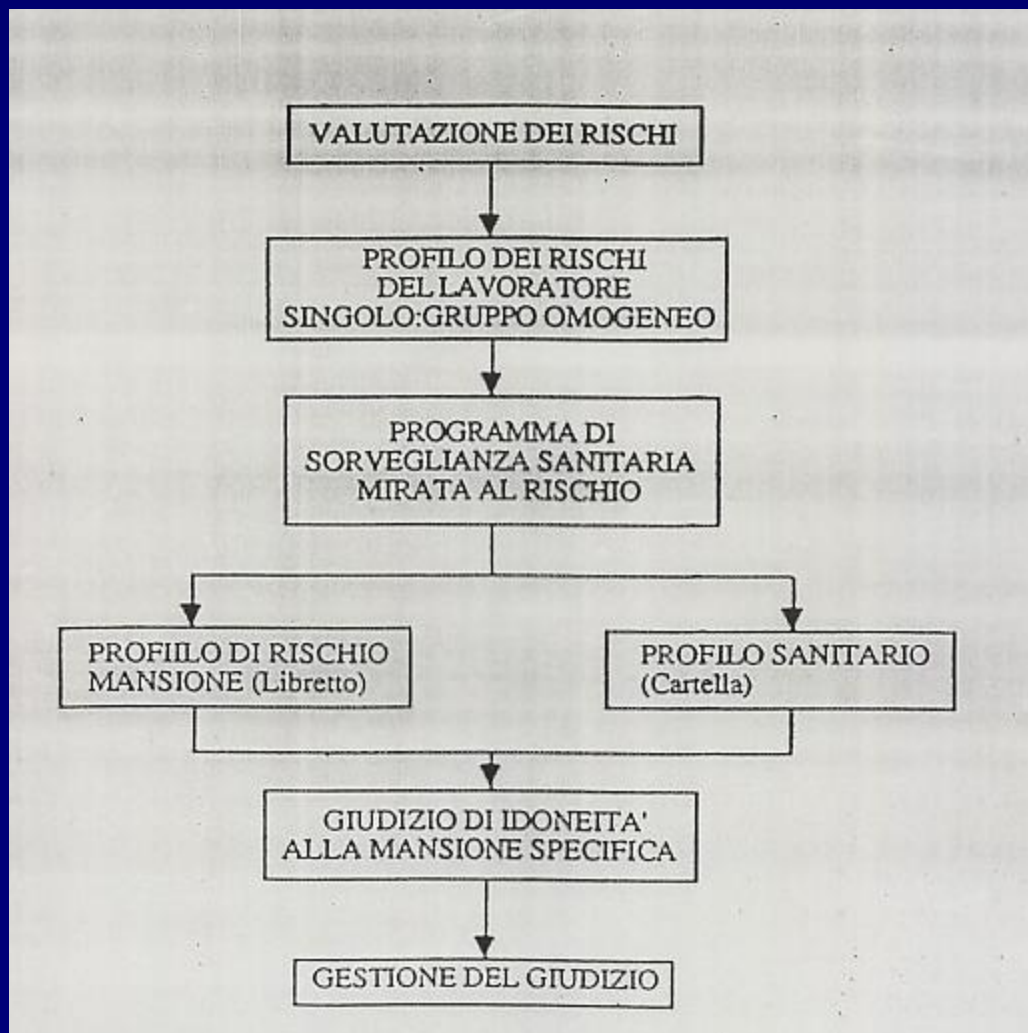 VALUTAZIONE DEI RISCHI
PROFILO DEI RISCHI
DEL LAVORATORE
SINGOLO:GRUPPO OMOGENEO
PROGRAMMA DI
SORVEGLIANZA SANITARIA
MIRATA AL RISCHIO
PROFIILO DI RISCHIO
MANSIONE (Libretto)
PROFILO SANITARIO
(Cartella)
GIUDIZIO DI IDONEITA'
ALLA MANSIONE SPECIFICA
GESTIONE DEL GIUDIZIO